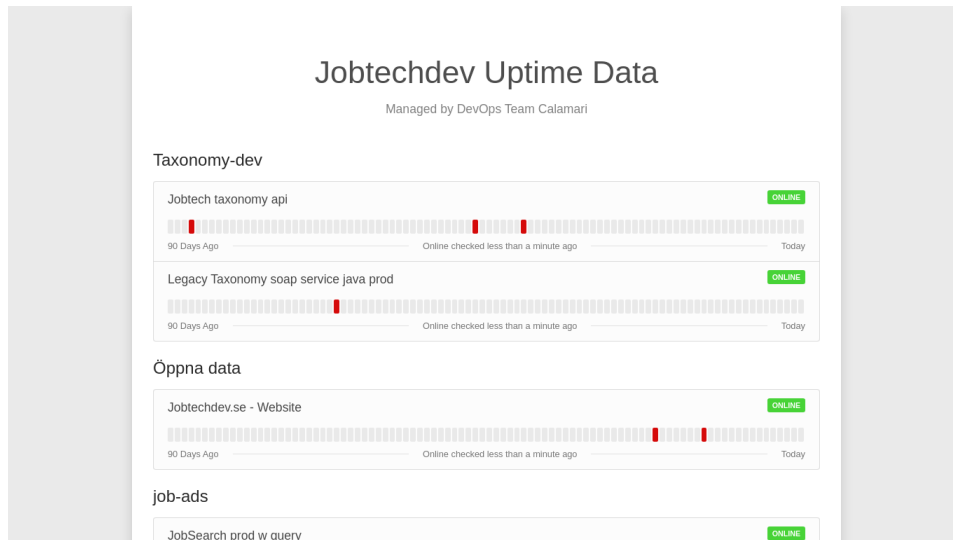 Jobtechdev Uptime Data
Managed by DevOps Team Calamari
Taxonomy-dev
Jobtech taxonomy api
ONLINE
90 Days Ago
Online checked less than a minute ago
Today
Legacy Taxonomy soap service java prod
ONLINE
90 Days Ago
Online checked less than a minute ago
Today
Öppna data
Jobtechdev.se - Website
ONLINE
90 Days Ago
Online checked less than a minute ago
Today
job-ads
JobSearch prod w query
ONLINE